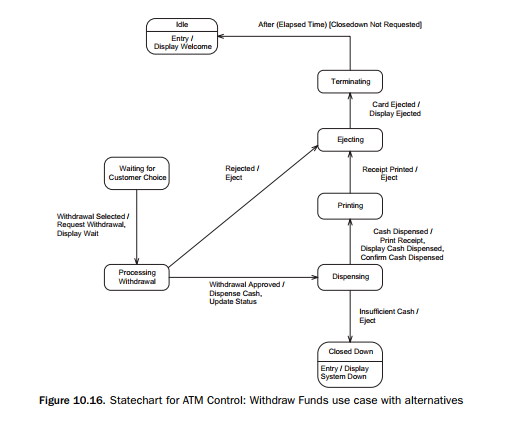 Idle
Entry /
Display Welcome
After (Elapsed Time) [Closedown Not Requested]
Terminating
Card Ejected /
Display Ejected
Ejecting
Waiting for
Customer Choice
Rejected /
Eject
Receipt Printed /
Eject
Printing
Withdrawal Selected /
Request Withdrawal,
Display Wait
Cash Dispensed /
Print Receipt,
Display Cash Dispensed,
Confirm Cash Dispensed
Processing
Withdrawal
Withdrawal Approved /
Dispense Cash,
Update Status
Dispensing
Insufficient Cash /
Eject
Closed Down
Entry / Display
System Down
Figure 10.16. Statechart for ATM Control: Withdraw Funds use case with alternatives